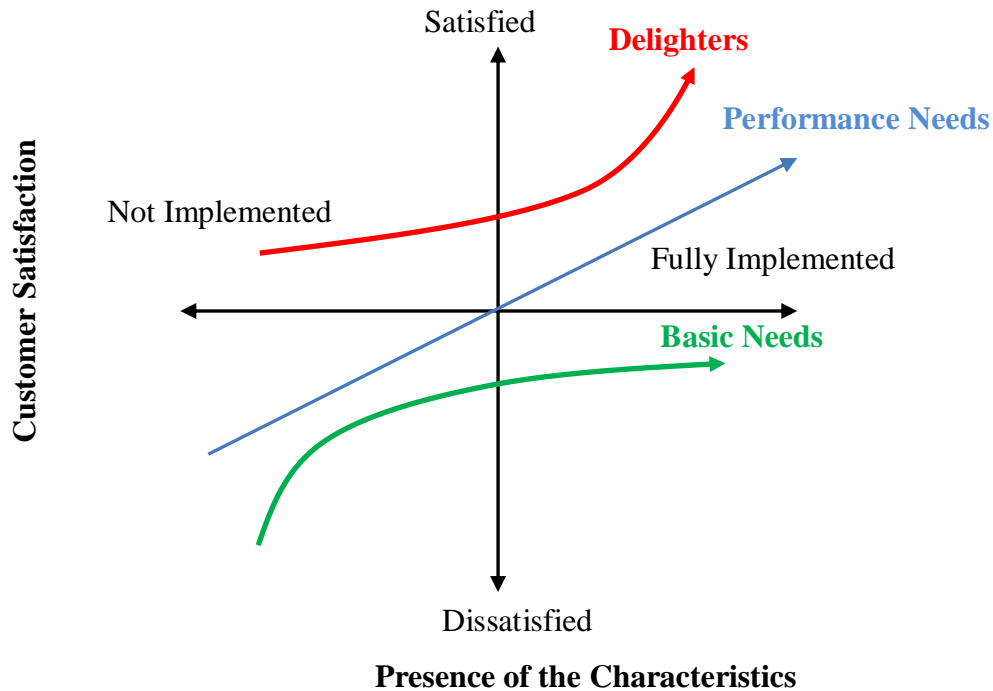 Satisfied
Delighters
Performance Needs
Not Implemented
Fully Implemented
Customer Satisfaction
Basic Needs
Dissatisfied
Presence of the Characteristics